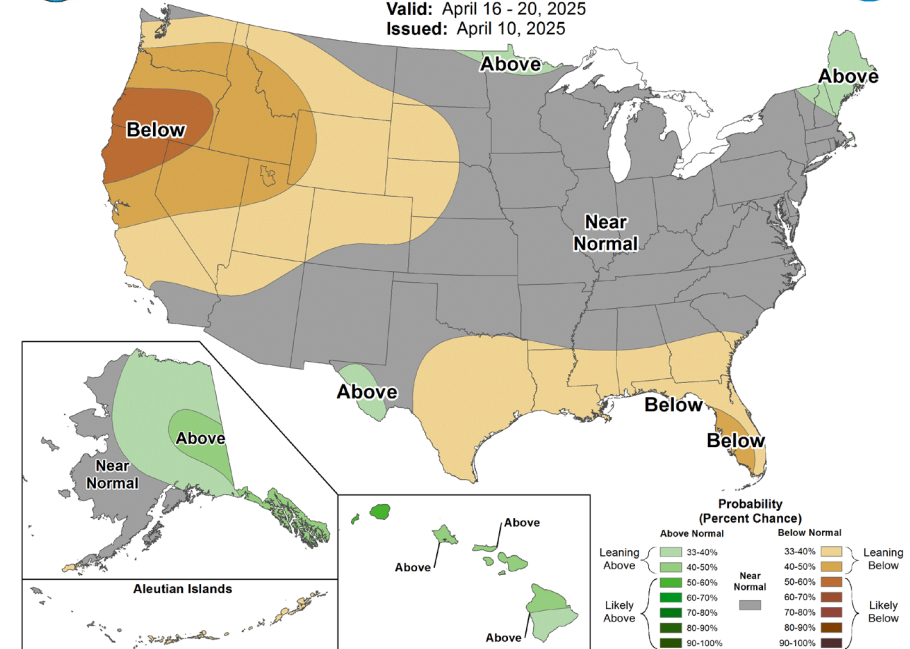 Valid: April 16 - 20, 2025
Issued: April 10, 2025
Above
Above
Below
Near
Normal
Above
Below
Below
Above
Near
Normal
Above
Above
Above
Aleutian Islands
Probability
(Percent Chance)
Above Normal
Below Normal
Leaning
Above
33-40%
40-50%
Likely
Above
50-60%
60-70%
70-80%
80-90%
90-100%
Near
Normal
33-40%
40-50%
Leaning
Below
50-60%
60-70%
70-80%
80-90%
90-100%
Likely
Below